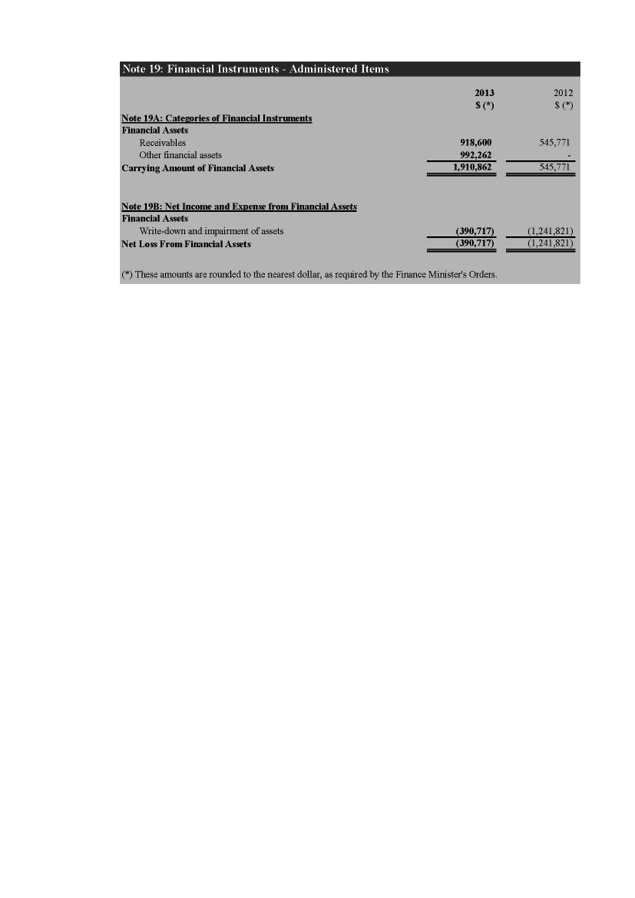 Note 19: Financial Instruments - Administered Items
2013 2012
$ (*) $ (*)
Note 19A: Categories of Financial Instruments
Financial Assets
Receivables 918,600 545,771
Other financial assets 992,262 -
Carrying Amount of Financial Assets 1,910,862 545,771
Note 19B: Net Income and Expense from Financial Assets
Financial Assets
Write-down and impairment of assets (390,717) (1,241,821)
Net Loss From Financial Assets (390,717) (1,241,821)
(*) These amounts are rounded to the nearest dollar, as required by the Finance Minister's Orders.